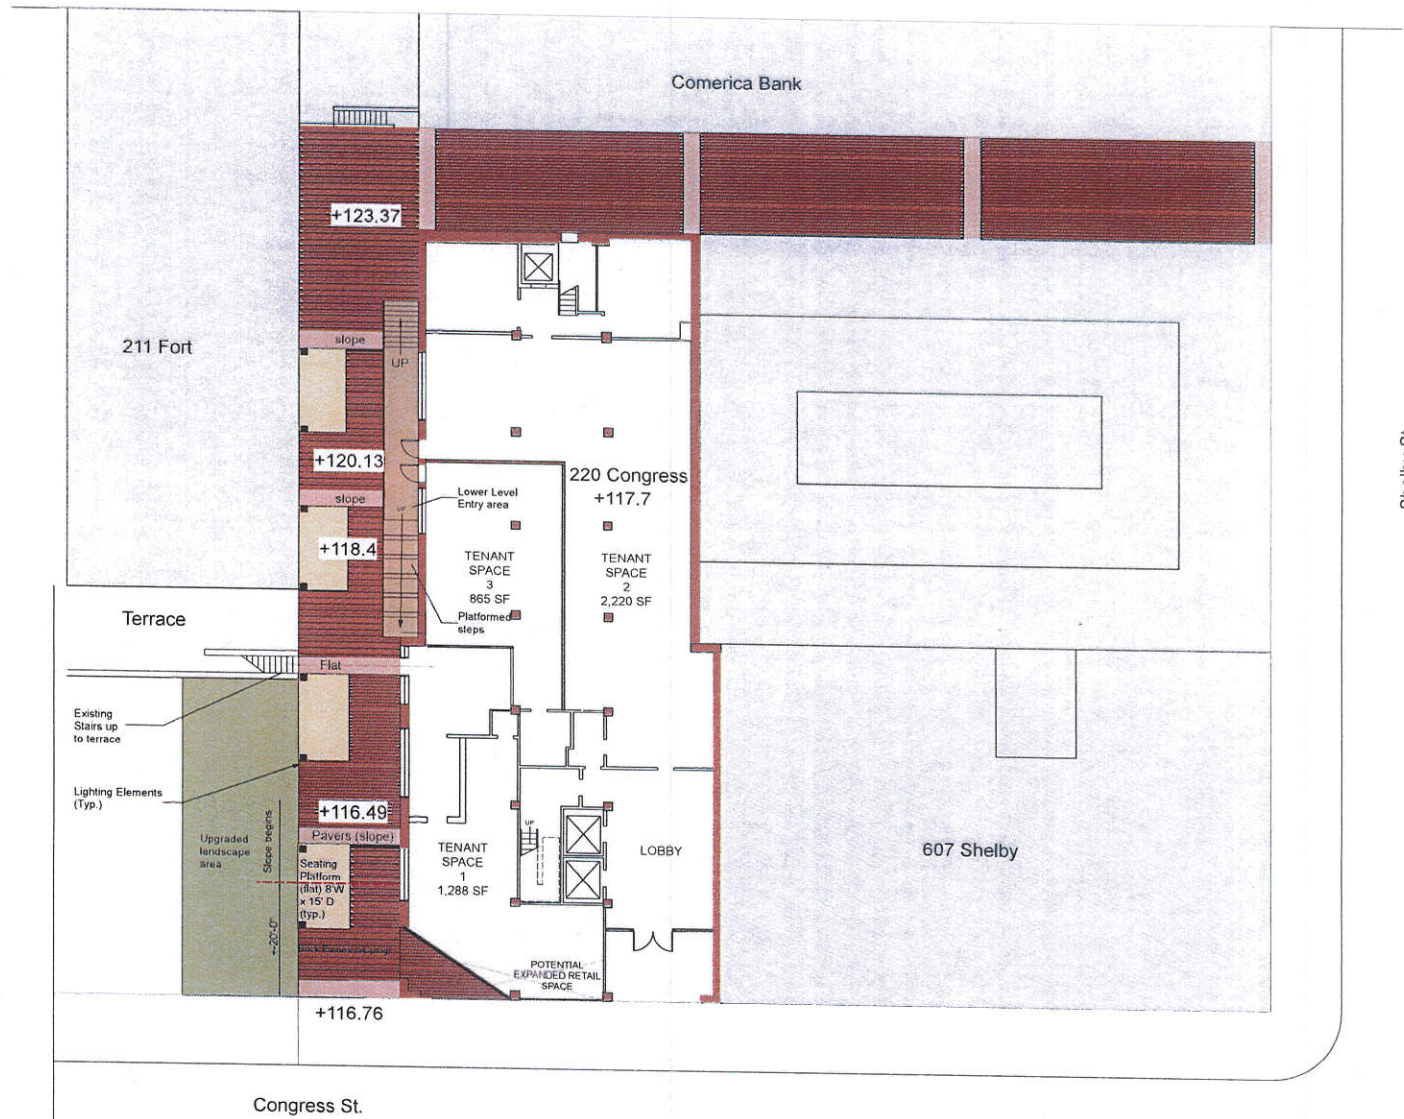 Comerica Bank
+123.37
slope
211 Fort
UP
+120.13
220 Congress
+117.7
slope
Lower Level
Entry area
UP
+118.4
TENANT
SPACE
3
865 SF
TENANT
SPACE
2
2,220 SF
Terrace
Platformed
steps
Flat
Existing
Stairs up
to terrace
Lighting Elements
(Typ.)
+116.49
Pavers (slope)
Upgraded
landscape
area
Slope begins
+-20'-0"
Seating
Platform
(flat) 8'W
x 15' D
(typ.)
TENANT
SPACE
1
1,288 SF
UP
LOBBY
607 Shelby
POTENTIAL
EXPANDED RETAIL
SPACE
+116.76
Congress St.
Shelby St.